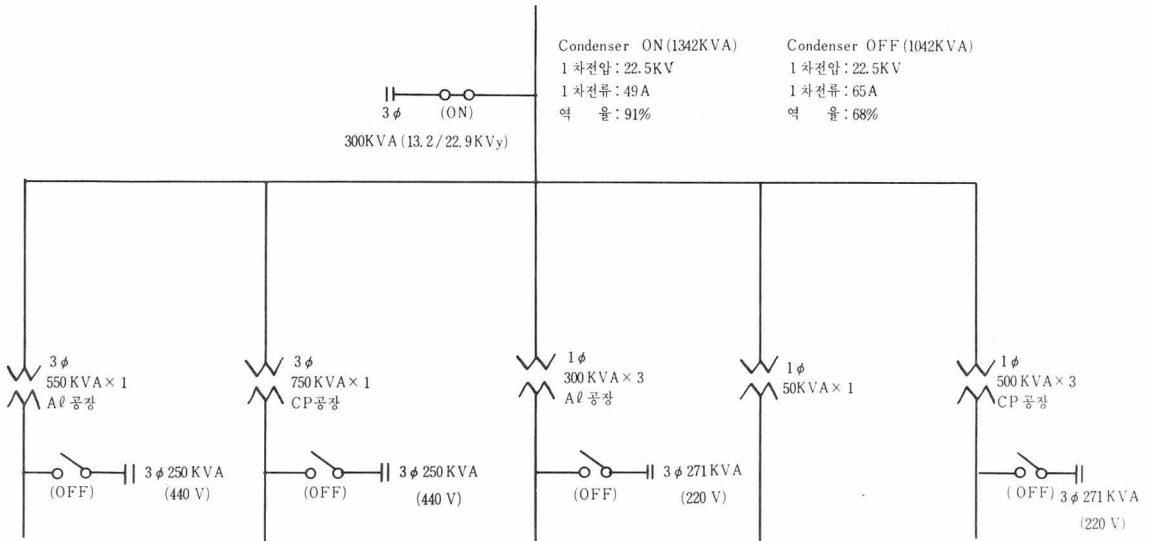 Condenser ON (1342KVA)
1차전압 : 22.5KV
1차전류 : 49A
역 율 : 91%
Condenser OFF (1042KVA)
1차전압 : 22.5KV
1차전류 : 65A
역 율 : 68%
3φ (ON)
300KVA (13.2/22.9KVy)
3φ
550KVA×1
Aℓ 공장
3φ
750KVA×1
CP공장
1φ
300KVA×3
Aℓ 공장
1φ
50KVA×1
1φ
500KVA×3
CP공장
(OFF)
3φ 250KVA
(440V)
(OFF)
3φ 250KVA
(440V)
(OFF)
3φ 271KVA
(220V)
(OFF)
3φ 271KVA
(220V)